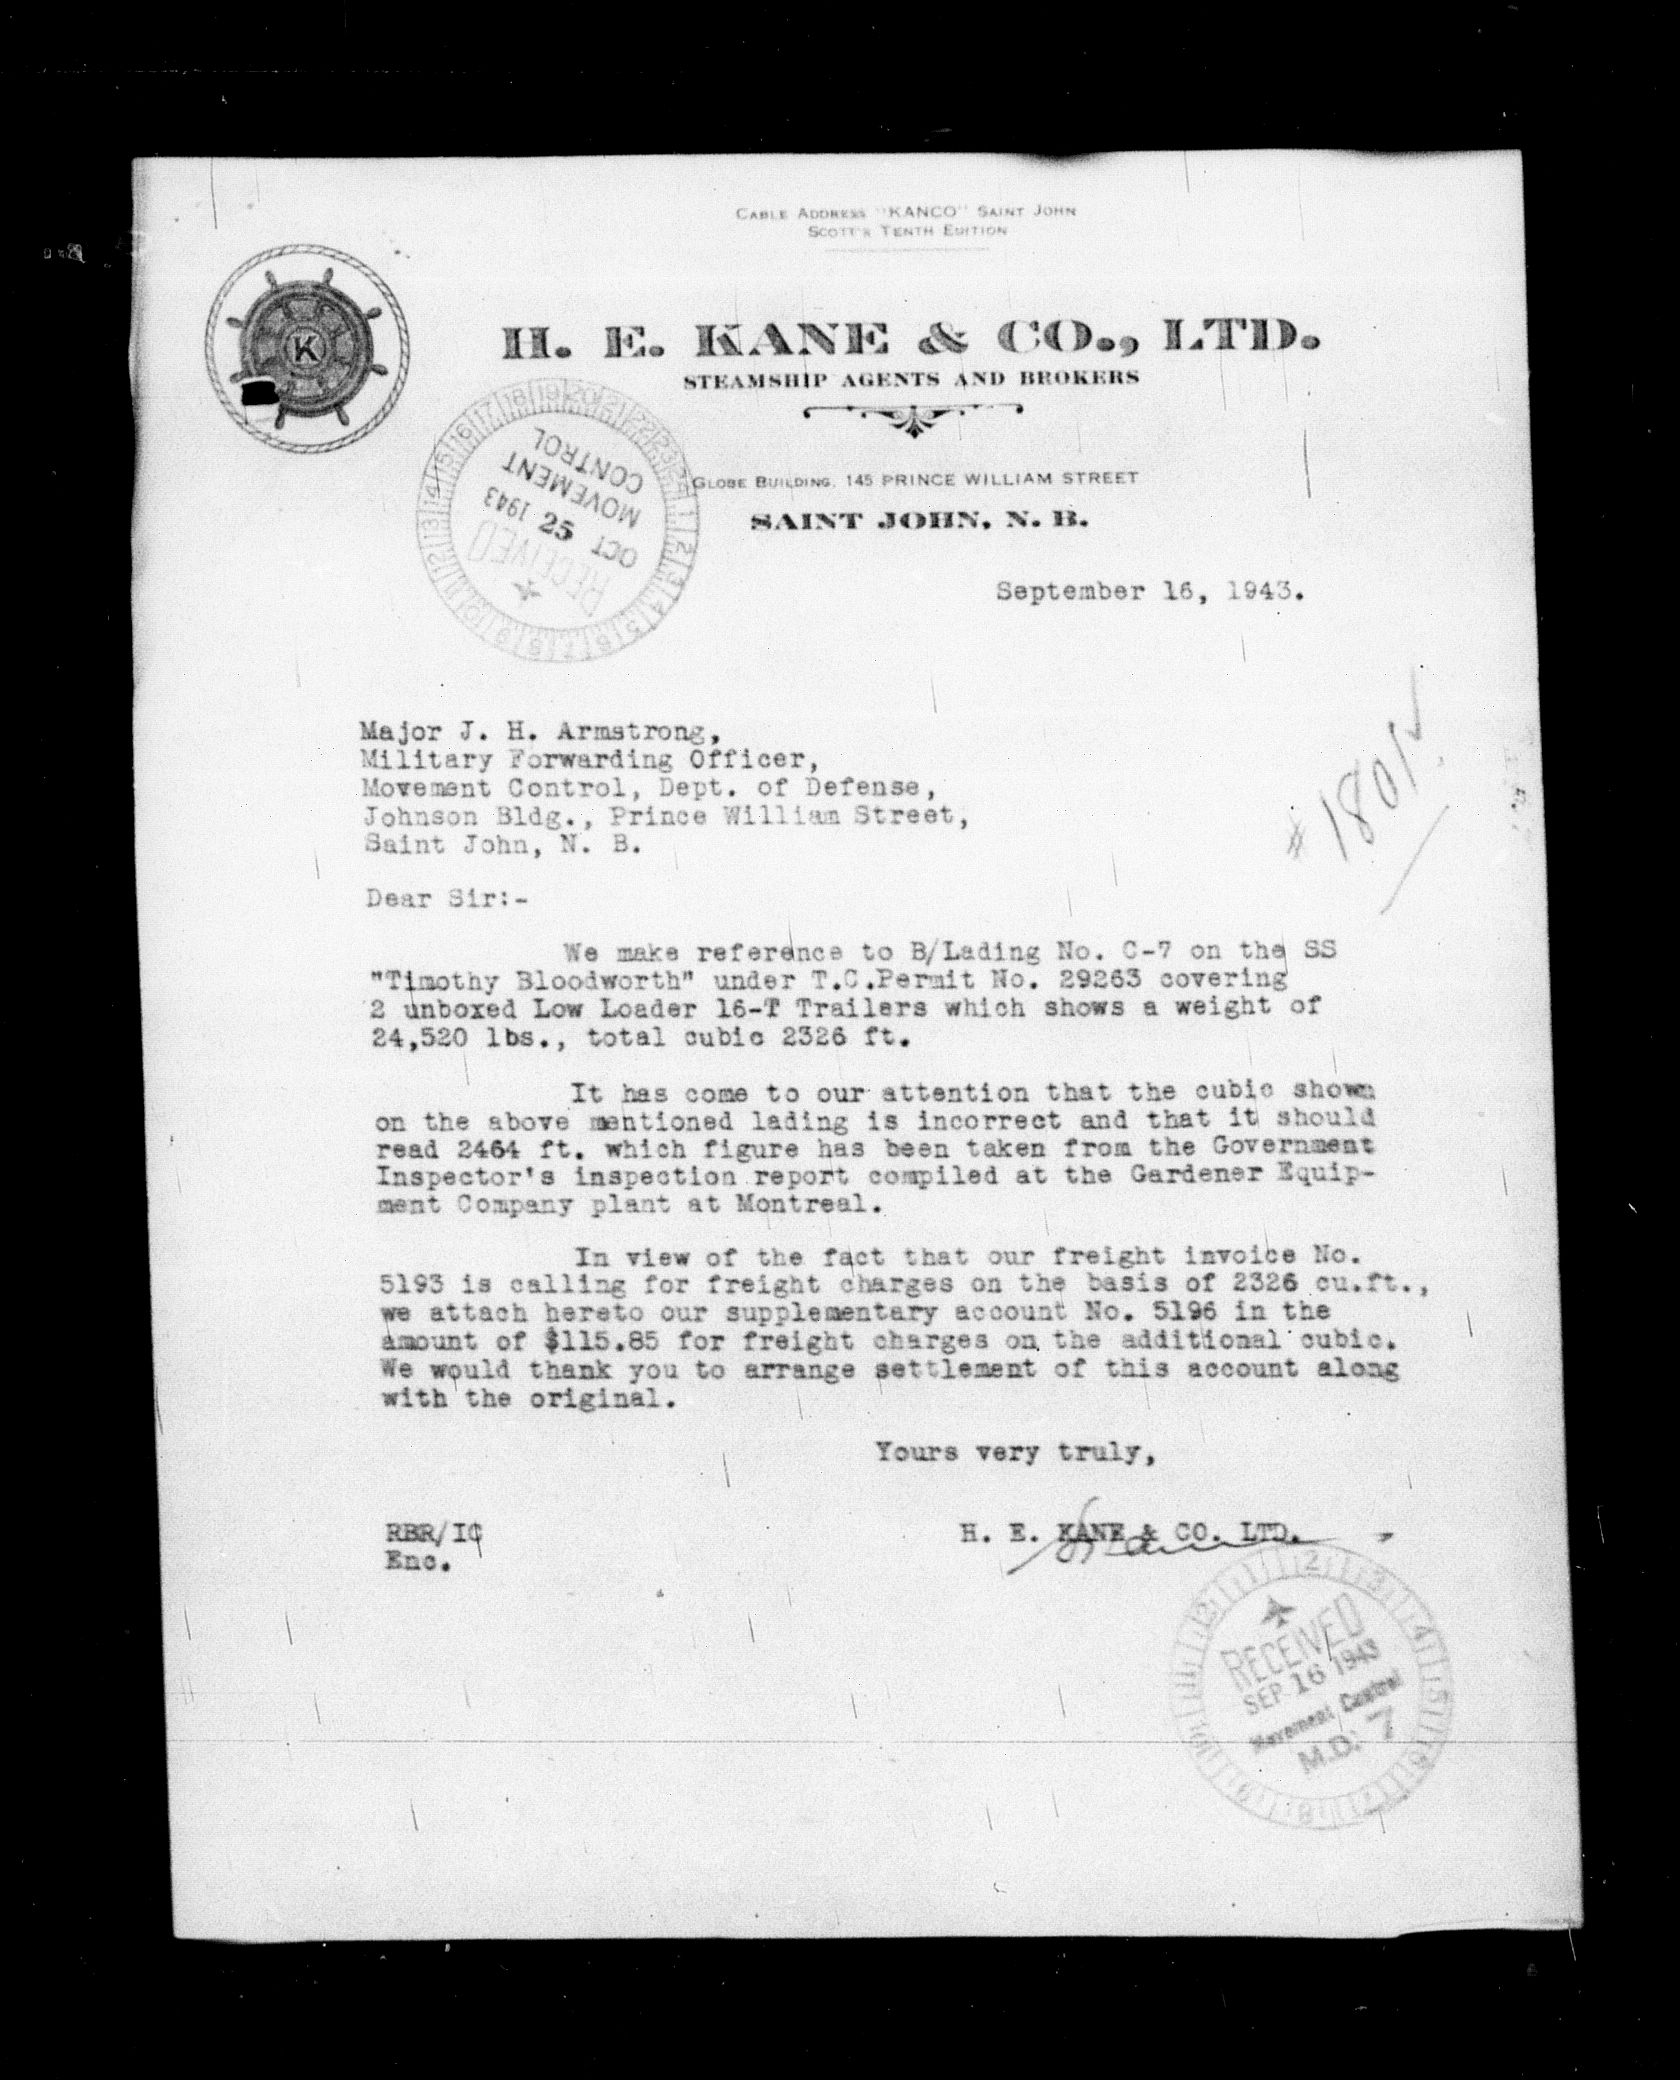 CABLE ADDRESS "KANCO" SAINT JOHN
SCOTT'S TENTH EDITION
K
H. E. KANE & CO., LTD.
STEAMSHIP AGENTS AND BROKERS
GLOBE BUILDING, 145 PRINCE WILLIAM STREET
SAINT JOHN, N. B.
RECEIVED
OCT 25 1943
MOVEMENT
CONTROL
September 16, 1943.
Major J. H. Armstrong,
Military Forwarding Officer,
Movement Control, Dept. of Defense,
Johnson Bldg., Prince William Street,
Saint John, N. B.
Dear Sir:-
We make reference to B/Lading No. C-7 on the SS
"Timothy Bloodworth" under T.C.Permit No. 29263 covering
2 unboxed Low Loader 16-T Trailers which shows a weight of
24,520 lbs., total cubic 2326 ft.
It has come to our attention that the cubic shown
on the above mentioned lading is incorrect and that it should
read 2464 ft. which figure has been taken from the Government
Inspector's inspection report compiled at the Gardener Equip-
ment Company plant at Montreal.
In view of the fact that our freight invoice No.
5193 is calling for freight charges on the basis of 2326 cu.ft.,
we attach hereto our supplementary account No. 5196 in the
amount of $115.85 for freight charges on the additional cubic.
We would thank you to arrange settlement of this account along
with the original.
Yours very truly,
RBR/IC
Enc.
H. E. KANE & CO. LTD.
RECEIVED
SEP 16 1943
Movement Control
M.D. 7